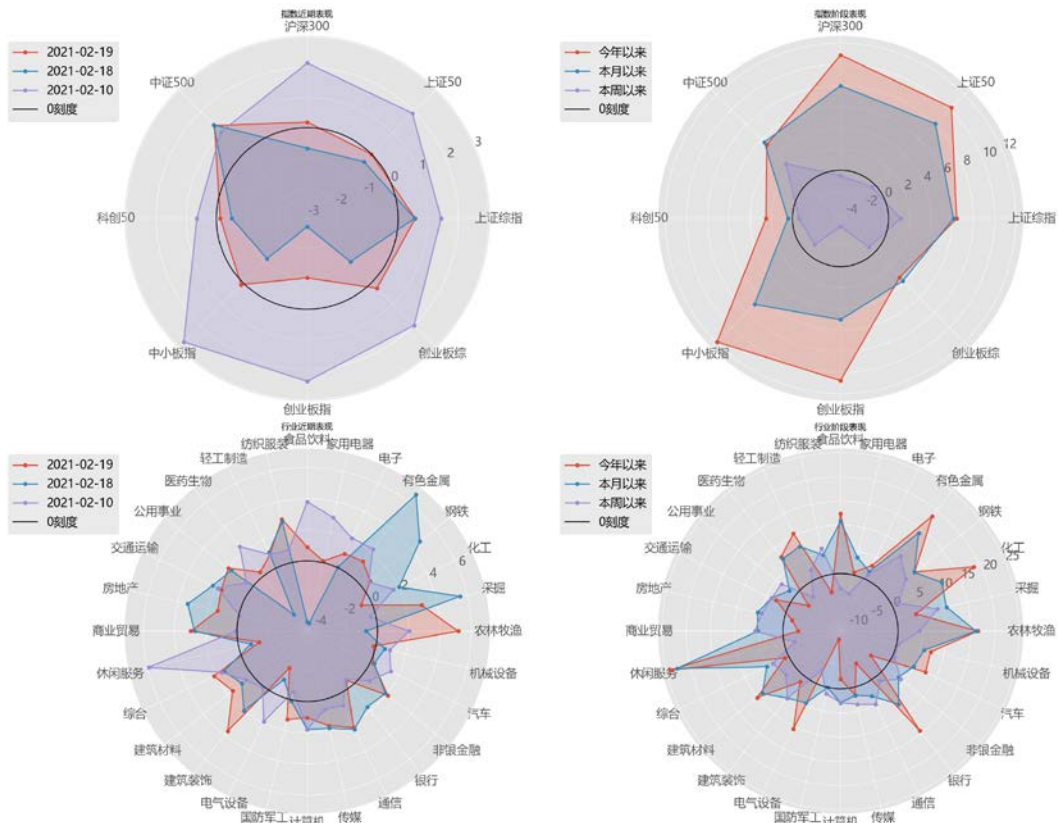 指数近期表现
沪深300
2021-02-19
2021-02-18
2021-02-10
0刻度
中证500
上证50
科创50
上证综指
中小板指
创业板综
创业板指
-3
-2
-1
0
1
2
3
指数阶段表现
沪深300
今年以来
本月以来
本周以来
0刻度
中证500
上证50
科创50
上证综指
中小板指
创业板综
创业板指
-4
-2
0
2
4
6
8
10
12
行业近期表现
食品饮料
2021-02-19
2021-02-18
2021-02-10
0刻度
纺织服装
家用电器
轻工制造
电子
医药生物
有色金属
公用事业
钢铁
交通运输
化工
房地产
采掘
商业贸易
农林牧渔
休闲服务
机械设备
综合
汽车
建筑材料
非银金融
建筑装饰
银行
电气设备
通信
国防军工
计算机
传媒
-4
-2
0
2
4
6
行业阶段表现
食品饮料
今年以来
本月以来
本周以来
0刻度
纺织服装
家用电器
轻工制造
电子
医药生物
有色金属
公用事业
钢铁
交通运输
化工
房地产
采掘
商业贸易
农林牧渔
休闲服务
机械设备
综合
汽车
建筑材料
非银金融
建筑装饰
银行
电气设备
通信
国防军工
计算机
传媒
-10
-5
0
5
10
15
20
25